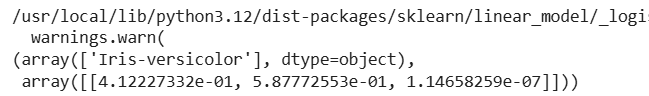 /usr/local/lib/python3.12/dist-packages/sklearn/linear_model/_logi
warnings.warn(
(array(['Iris-versicolor'], dtype=object),
array([[4.12227332e-01, 5.87772553e-01, 1.14658259e-07]]))